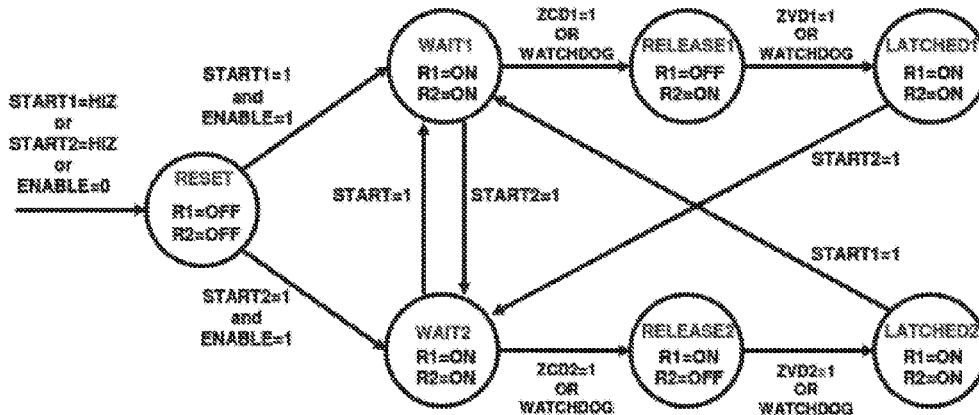 START1=HIZ
or
START2=HIZ
or
ENABLE=0
RESET
R1=OFF
R2=OFF
START1=1
and
ENABLE=1
START2=1
and
ENABLE=1
WAIT1
R1=ON
R2=ON
START=1
START2=1
WAIT2
R1=ON
R2=ON
ZCD1=1
OR
WATCHDOG
RELEASE1
R1=OFF
R2=ON
ZVD1=1
OR
WATCHDOG
LATCHED1
R1=ON
R2=ON
START2=1
START1=1
ZCD2=1
OR
WATCHDOG
RELEASE2
R1=ON
R2=OFF
ZVD2=1
OR
WATCHDOG
LATCHED2
R1=ON
R2=ON